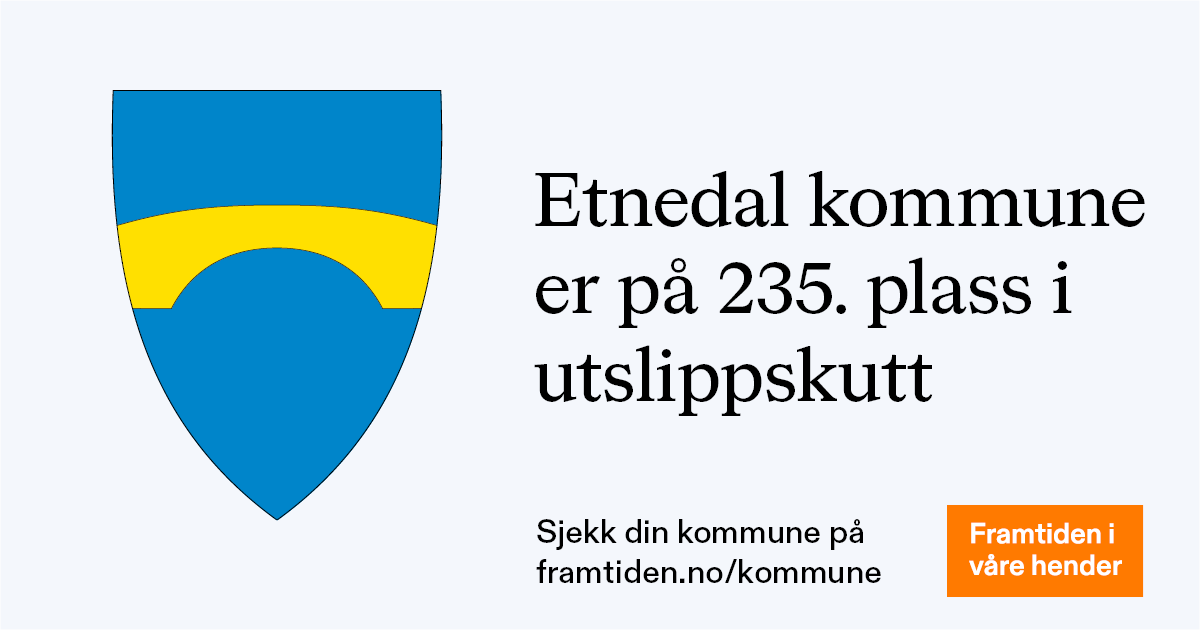 Etnedal kommune
er på 235. plass i
utslippskutt
Sjekk din kommune på
framtiden.no/kommune
Framtiden i
våre hender